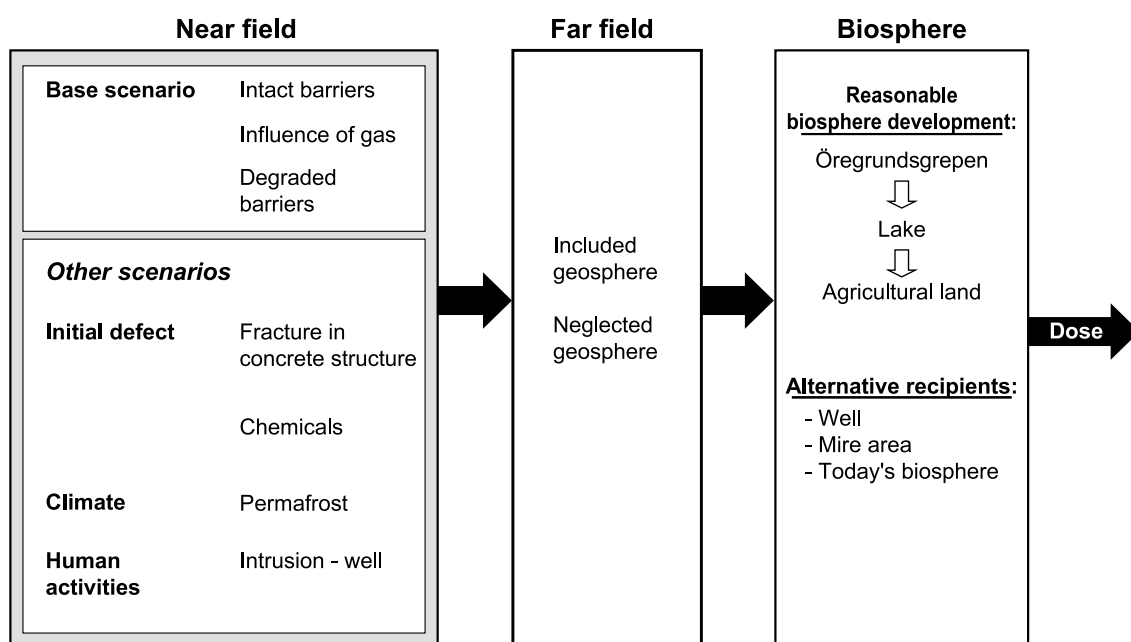 Near field
Base scenario
Intact barriers
Influence of gas
Degraded
barriers
Other scenarios
Initial defect
Fracture in
concrete structure
Chemicals
Climate
Permafrost
Human
activities
Intrusion - well
Far field
Included
geosphere
Neglected
geosphere
Biosphere
Reasonable
biosphere development:
Öregrundsgrepen
Lake
Agricultural land
Alternative recipients:
- Well
- Mire area
- Today's biosphere
Dose